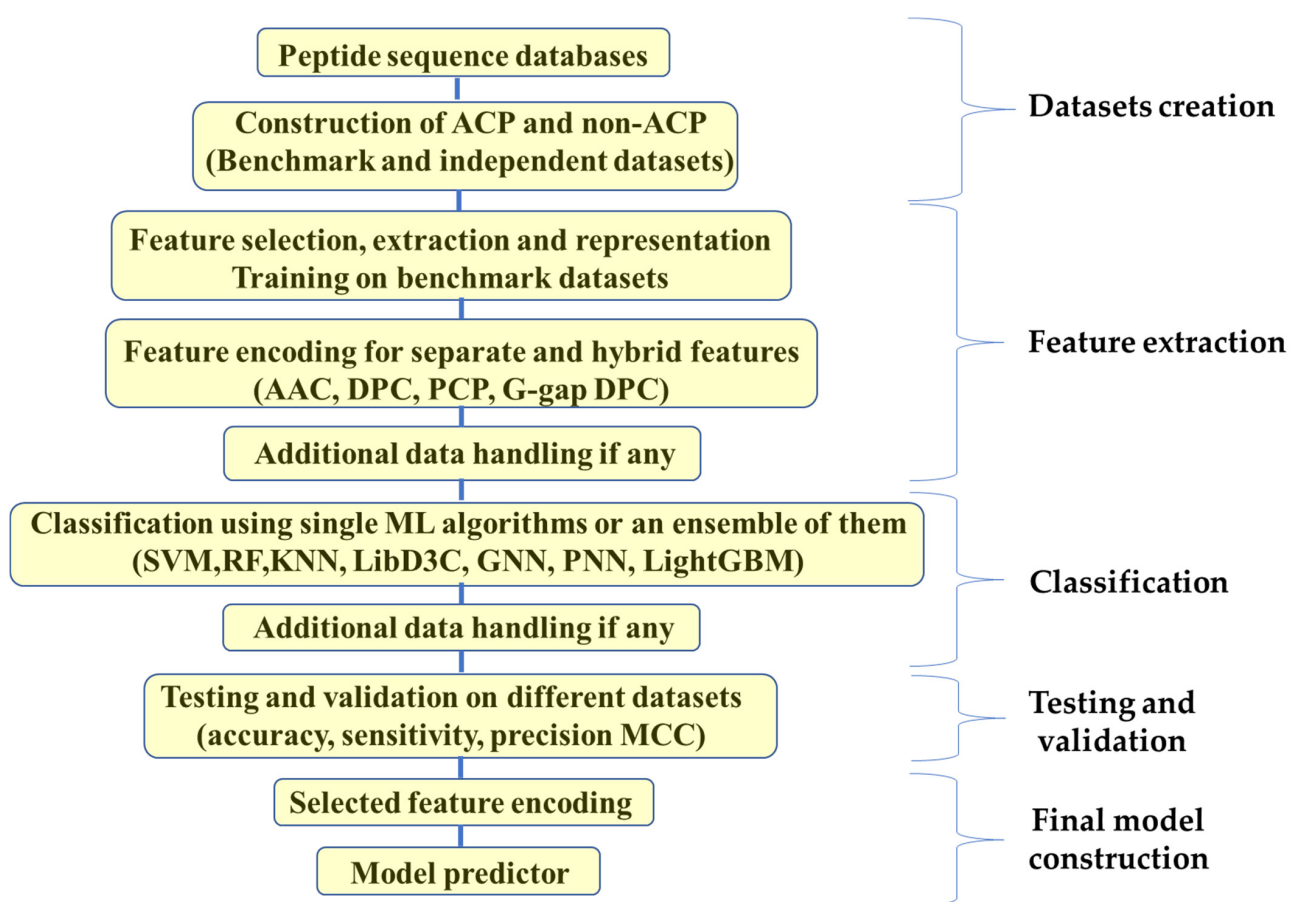 Peptide sequence databases
Construction of ACP and non-ACP
(Benchmark and independent datasets)
Datasets creation
Feature selection, extraction and representation
Training on benchmark datasets
Feature encoding for separate and hybrid features
(AAC, DPC, PCP, G-gap DPC)
Additional data handling if any
Feature extraction
Classification using single ML algorithms or an ensemble of them
(SVM,RF,KNN, LibD3C, GNN, PNN, LightGBM)
Additional data handling if any
Classification
Testing and validation on different datasets
(accuracy, sensitivity, precision MCC)
Testing and
validation
Selected feature encoding
Model predictor
Final model
construction